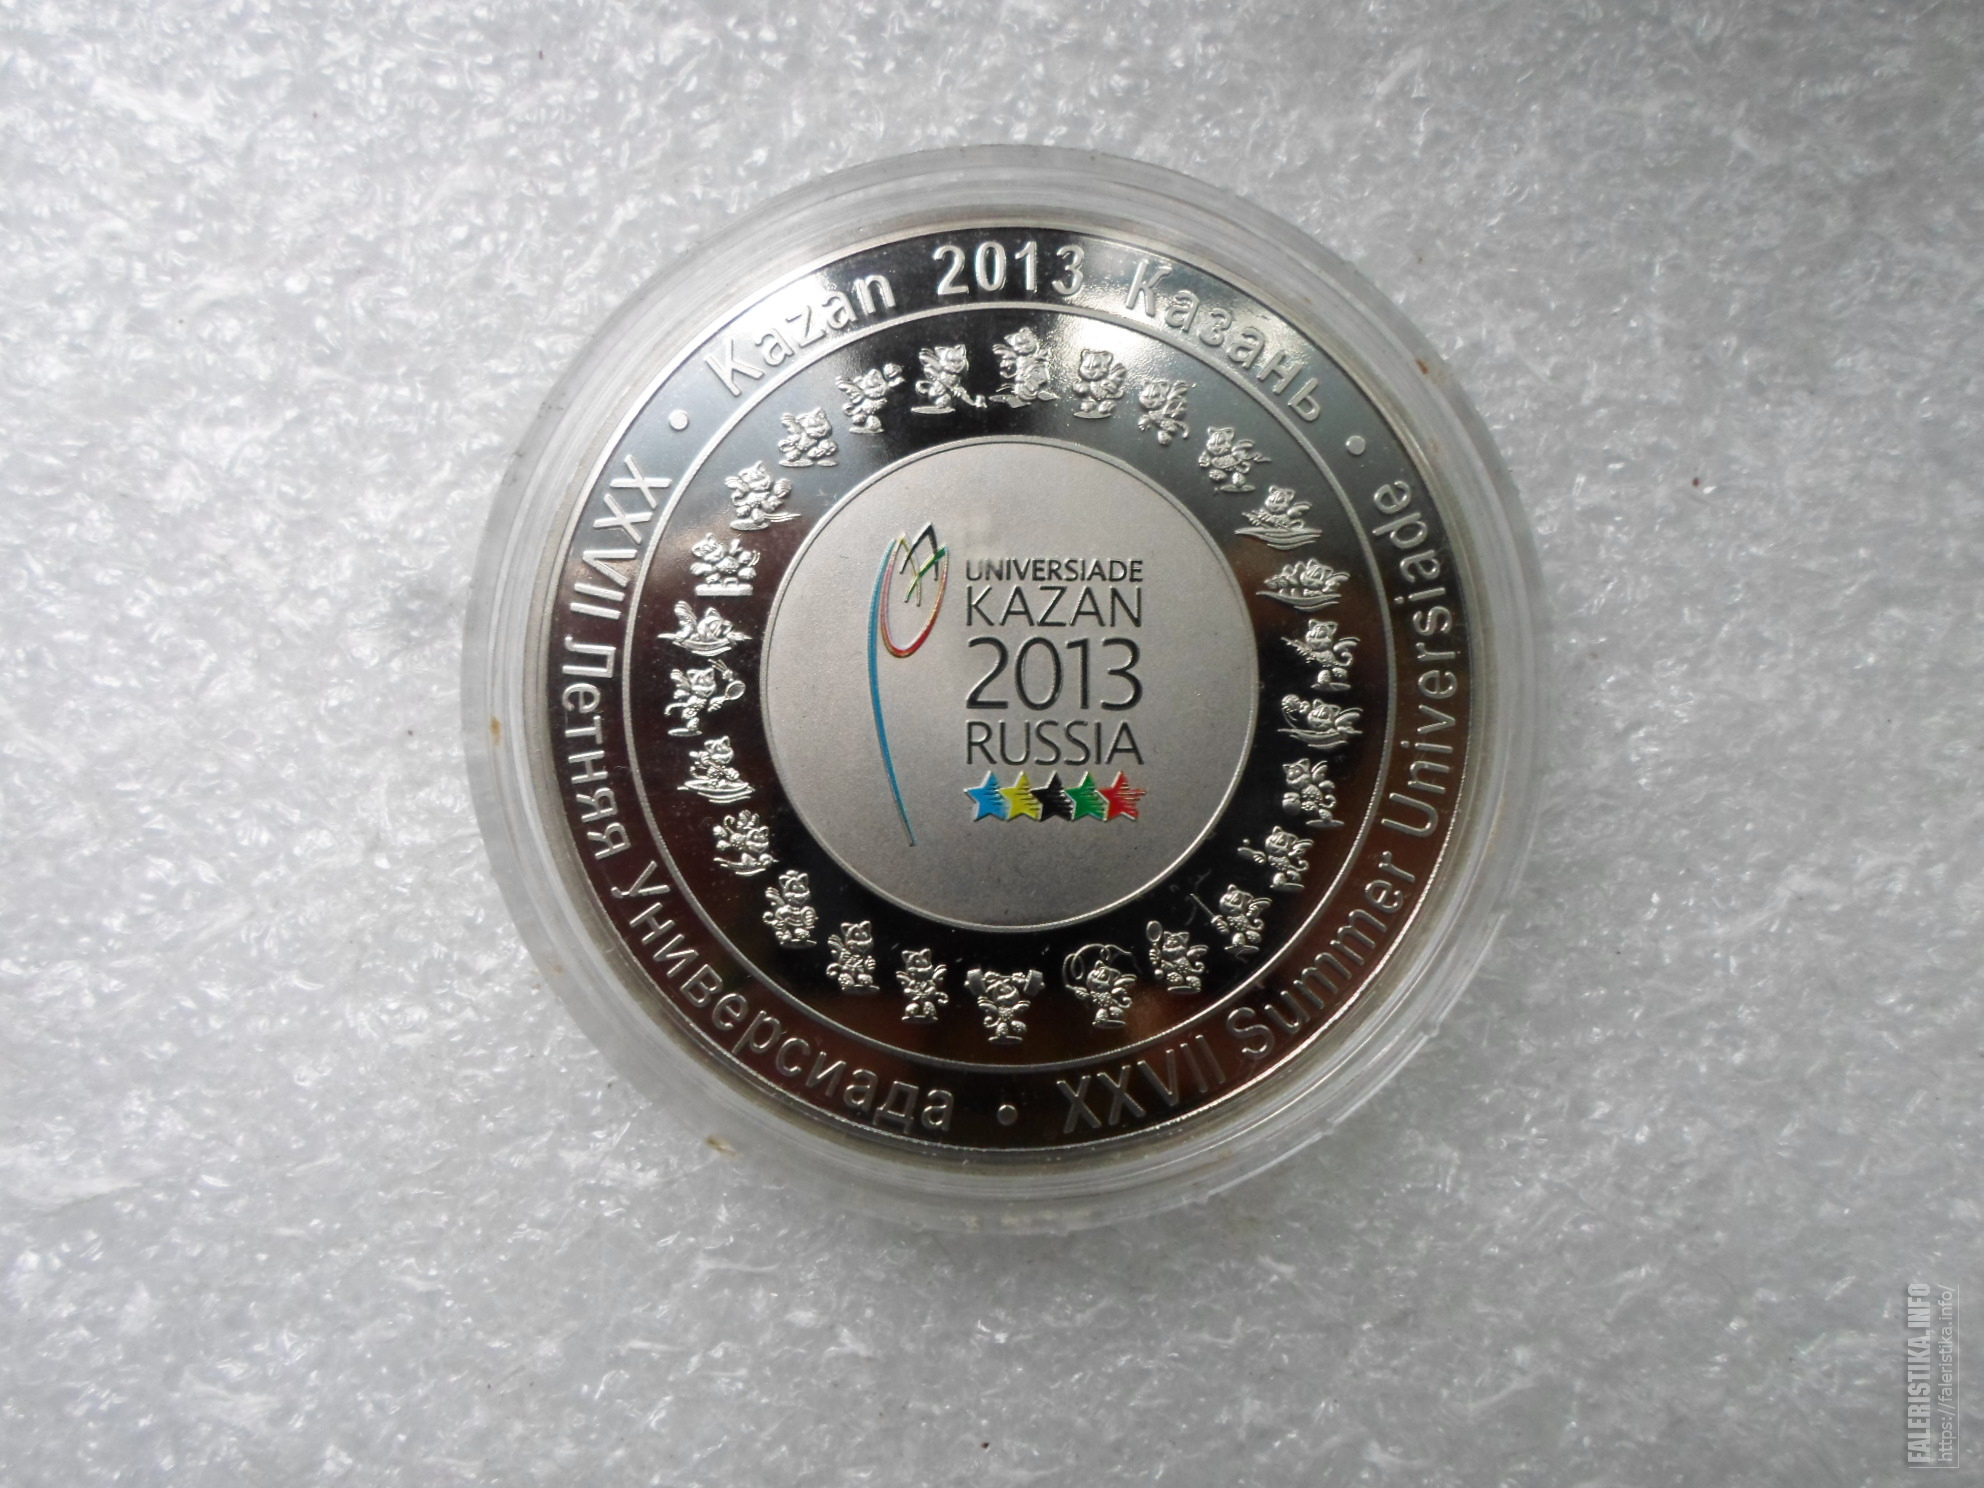 Kazan 2013 Казань
XXVII Летняя Универсиада
XXVII Summer Universiade
UNIVERSIADE
KAZAN
2013
RUSSIA
FALERISTIKA.INFO
https://faleristika.info/